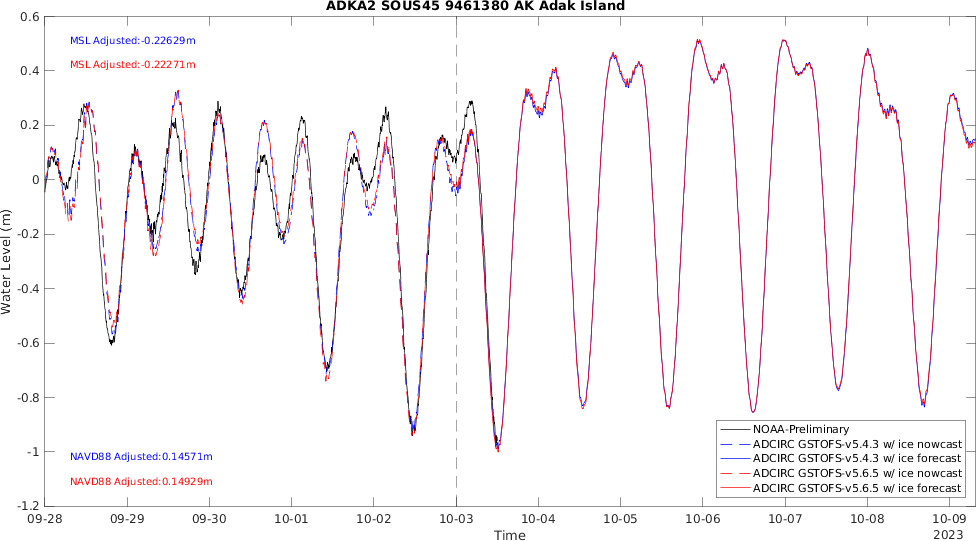 ADKA2 SOUS45 9461380 AK Adak Island
0.6
0.4
0.2
0
-0.2
-0.4
-0.6
-0.8
-1
-1.2
Water Level (m)
MSL Adjusted:-0.22629m
MSL Adjusted:-0.22271m
NAVD88 Adjusted:0.14571m
NAVD88 Adjusted:0.14929m
NOAA-Preliminary
ADCIRC GSTOFS-v5.4.3 w/ ice nowcast
ADCIRC GSTOFS-v5.4.3 w/ ice forecast
ADCIRC GSTOFS-v5.6.5 w/ ice nowcast
ADCIRC GSTOFS-v5.6.5 w/ ice forecast
09-28 09-29 09-30 10-01 10-02 10-03 10-04 10-05 10-06 10-07 10-08 10-09
Time
2023